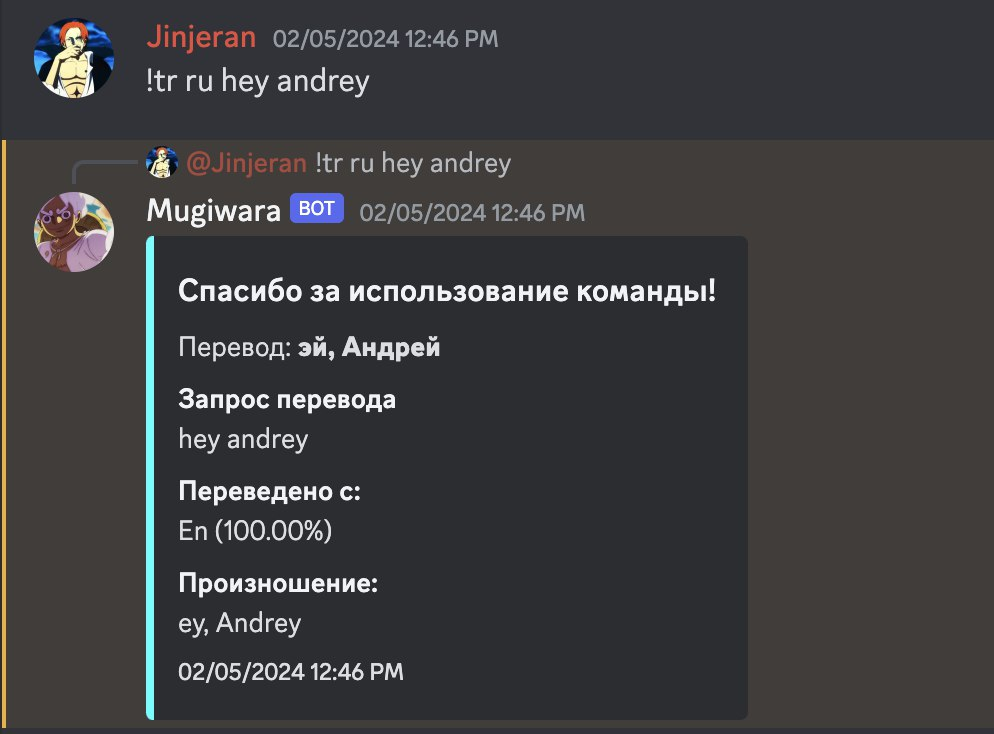 Jinjeran 02/05/2024 12:46 PM
!tr ru hey andrey
@Jinjeran !tr ru hey andrey
Mugiwara BOT 02/05/2024 12:46 PM
Спасибо за использование команды!
Перевод: эй, Андрей
Запрос перевода
hey andrey
Переведено с:
En (100.00%)
Произношение:
ey, Andrey
02/05/2024 12:46 PM